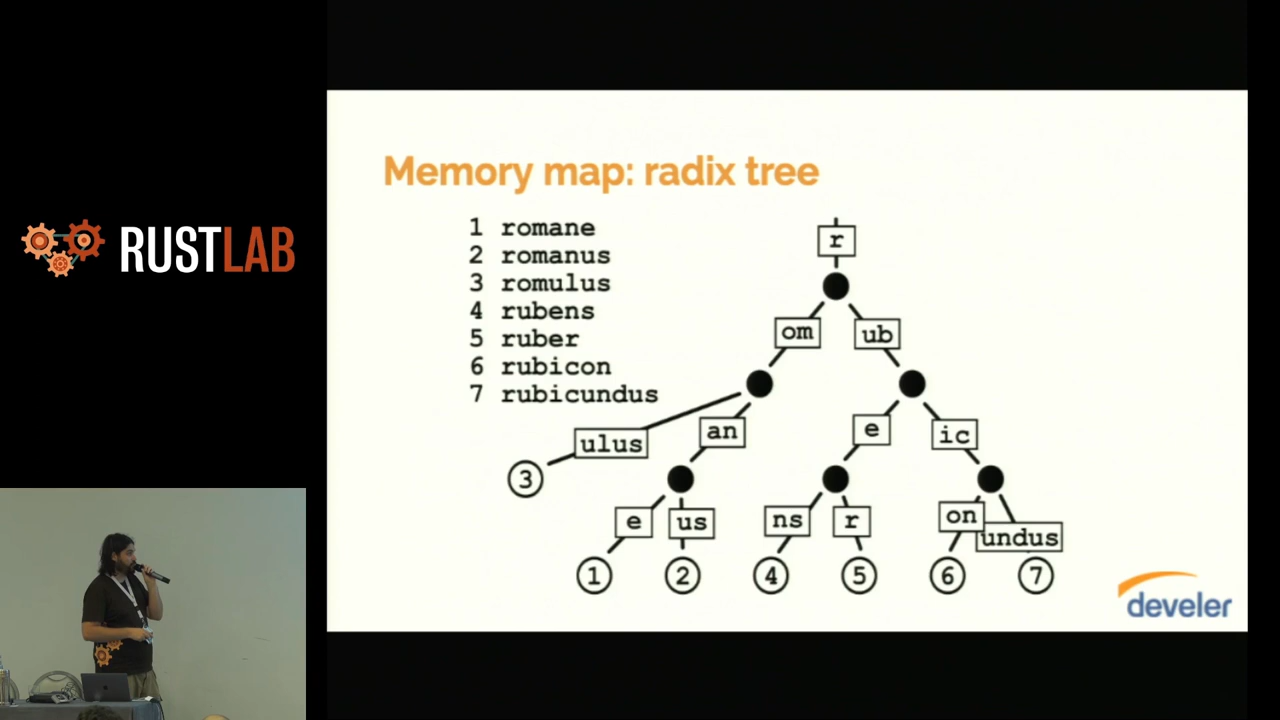 RUSTLAB
Memory map: radix tree
1 romane
2 romanus
3 romulus
4 rubens
5 ruber
6 rubicon
7 rubicundus
r
om
ub
ulus
an
e
ic
3
e
us
ns
r
on
undus
1
2
4
5
6
7
develer